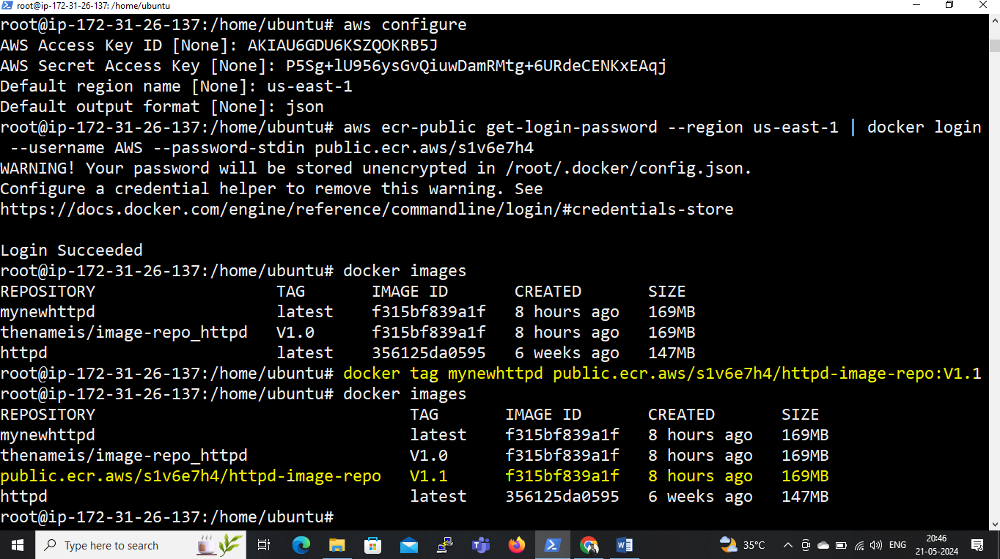 root@ip-172-31-26-137: /home/ubuntu
root@ip-172-31-26-137:/home/ubuntu# aws configure
AWS Access Key ID [None]: AKIAU6GDU6KSZQOKRB5J
AWS Secret Access Key [None]: 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
Default region name [None]: us-east-1
Default output format [None]: json
root@ip-172-31-26-137:/home/ubuntu# aws ecr-public get-login-password --region us-east-1 | docker login
--username AWS --password-stdin public.ecr.aws/s1v6e7h4
WARNING! Your password will be stored unencrypted in /root/.docker/config.json.
Configure a credential helper to remove this warning. See
https://docs.docker.com/engine/reference/commandline/login/#credentials-store
Login Succeeded
root@ip-172-31-26-137:/home/ubuntu# docker images
REPOSITORY TAG IMAGE ID CREATED SIZE
mynewhttpd latest f315bf839a1f 8 hours ago 169MB
thenameis/image-repo_httpd V1.0 f315bf839a1f 8 hours ago 169MB
httpd latest 356125da0595 6 weeks ago 147MB
root@ip-172-31-26-137:/home/ubuntu# docker tag mynewhttpd public.ecr.aws/s1v6e7h4/httpd-image-repo:V1.1
root@ip-172-31-26-137:/home/ubuntu# docker images
REPOSITORY TAG IMAGE ID CREATED SIZE
mynewhttpd latest f315bf839a1f 8 hours ago 169MB
thenameis/image-repo_httpd V1.0 f315bf839a1f 8 hours ago 169MB
public.ecr.aws/s1v6e7h4/httpd-image-repo V1.1 f315bf839a1f 8 hours ago 169MB
httpd latest 356125da0595 6 weeks ago 147MB
root@ip-172-31-26-137:/home/ubuntu#
Type here to search
35°C
ENG
20:46
21-05-2024